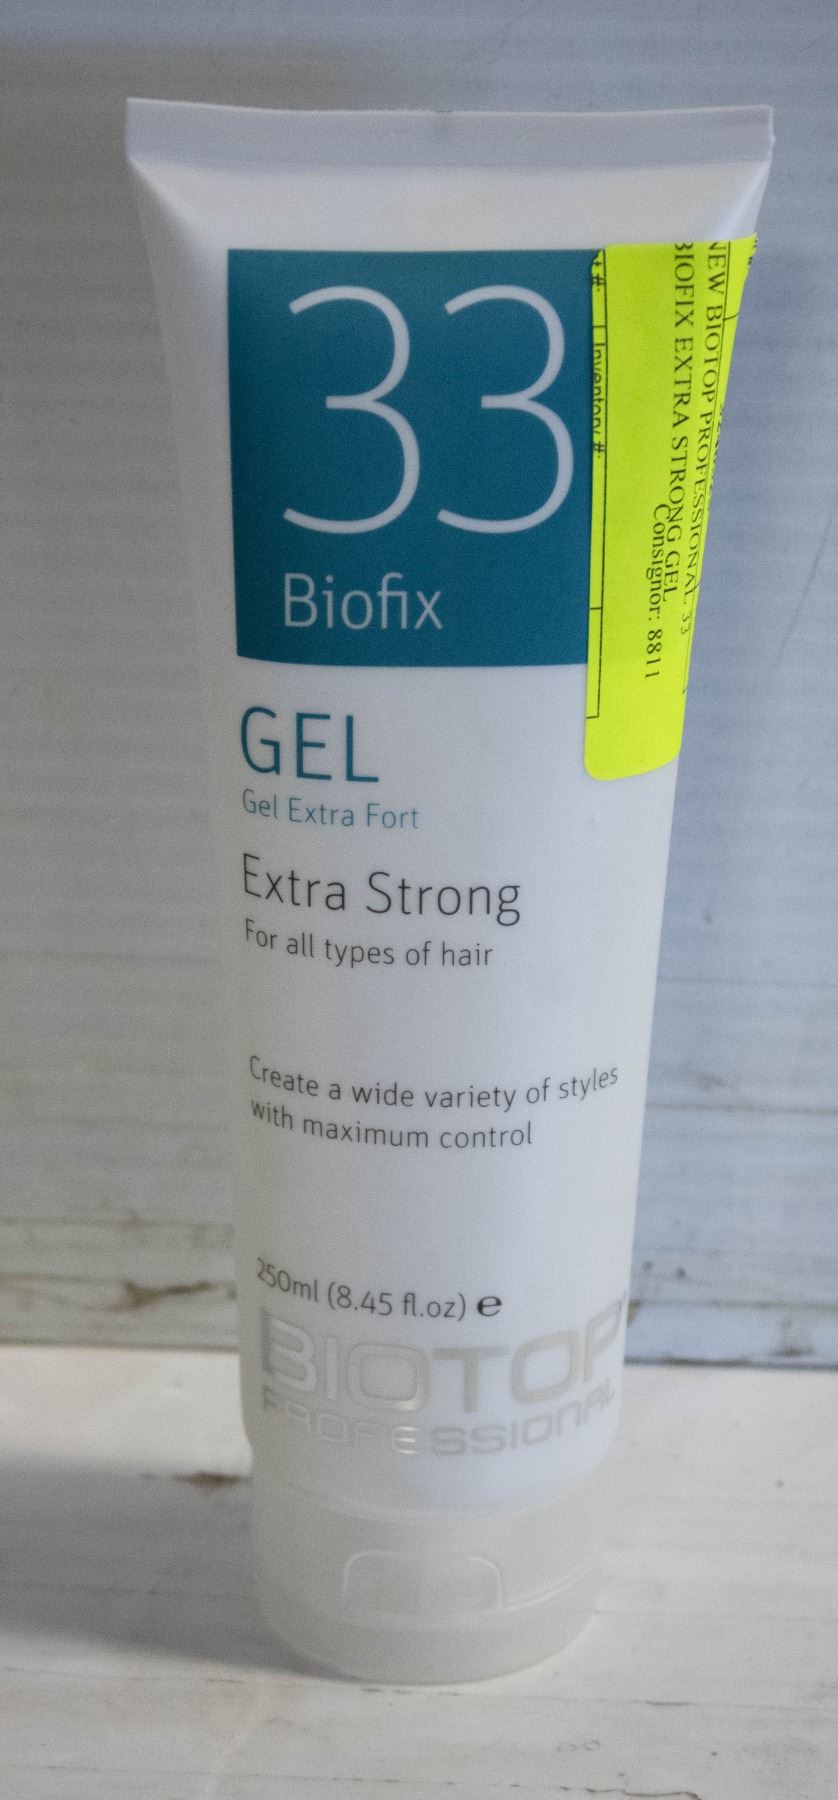 33
Biofix
GEL
Gel Extra Fort
Extra Strong
For all types of hair
Create a wide variety of styles
with maximum control
250ml (8.45 fl.oz) e
BIOTOP
PROFESSIONAL
NEW BIOTOP PROFESSIONAL 33
BIOFIX EXTRA STRONG GEL
Consignor: 8811
Inventory #: